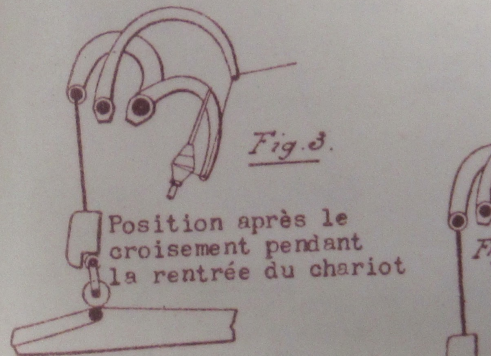 Fig.3.
Position après le
croisement pendant
la rentrée du chariot
F